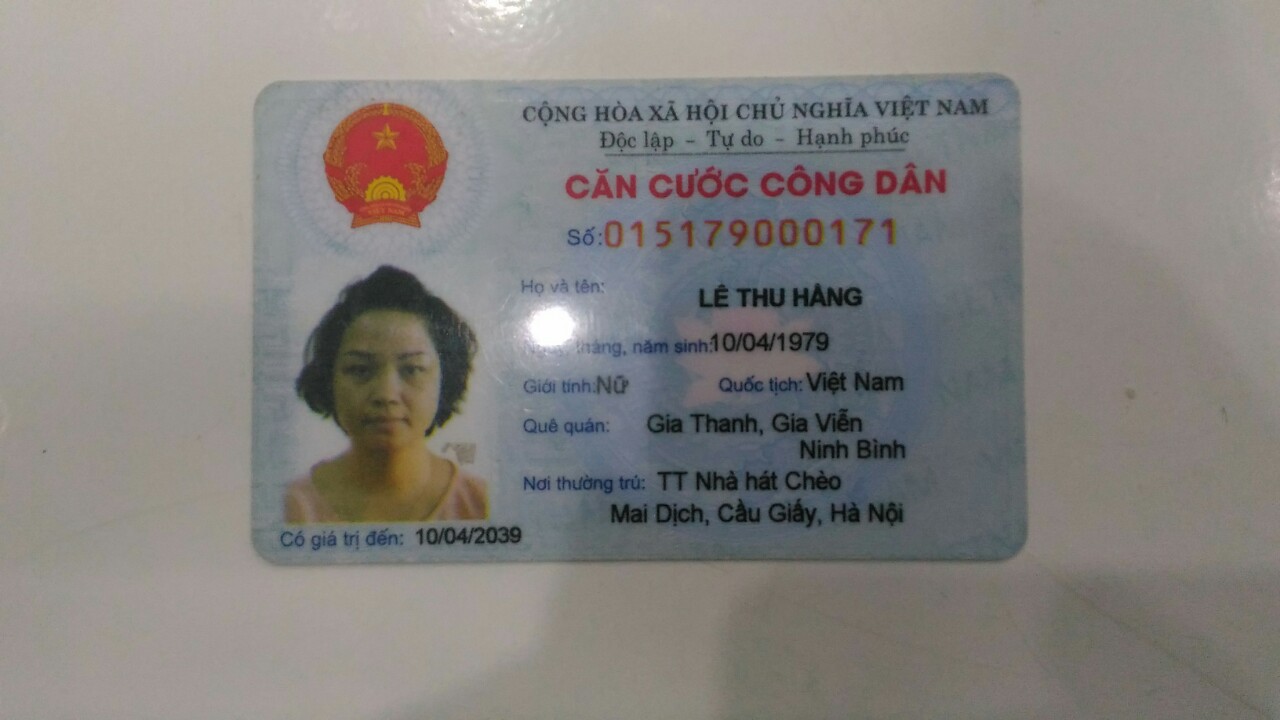 CỘNG HÒA XÃ HỘI CHỦ NGHĨA VIỆT NAM
Độc lập - Tự do - Hạnh phúc
CĂN CƯỚC CÔNG DÂN
Số: 015179000171
Họ và tên: LÊ THU HẰNG
tháng, năm sinh: 10/04/1979
Giới tính: Nữ Quốc tịch: Việt Nam
Quê quán: Gia Thanh, Gia Viễn
Ninh Bình
Nơi thường trú: TT Nhà hát Chèo
Mai Dịch, Cầu Giấy, Hà Nội
Có giá trị đến: 10/04/2039